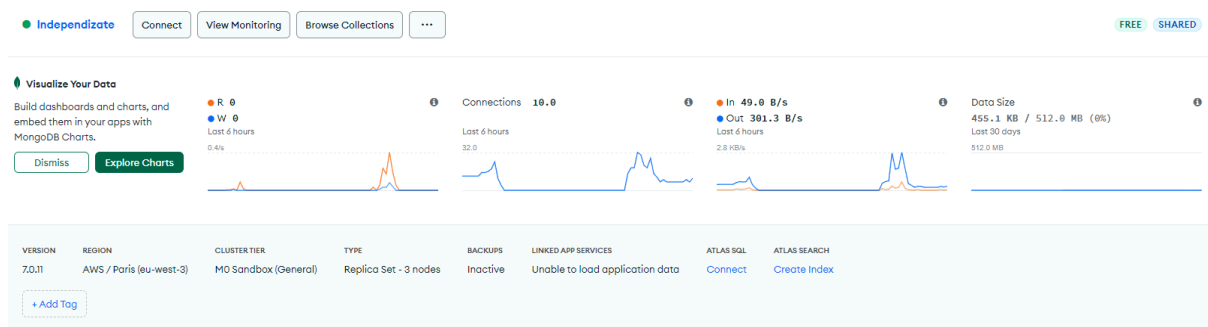 Independizate Connect View Monitoring Browse Collections ... FREE SHARED
Visualize Your Data
Build dashboards and charts, and
embed them in your apps with
MongoDB Charts.
Dismiss Explore Charts
R 0
W 0
Last 6 hours
0.4/s
Connections 10.0
Last 6 hours
32.0
In 49.0 B/s
Out 301.3 B/s
Last 6 hours
2.8 KB/s
Data Size
455.1 KB / 512.0 MB (0%)
Last 30 days
512.0 MB
VERSION REGION CLUSTER TIER TYPE BACKUPS LINKED APP SERVICES ATLAS SQL ATLAS SEARCH
7.0.11 AWS / Paris (eu-west-3) M0 Sandbox (General) Replica Set - 3 nodes Inactive Unable to load application data Connect Create Index
+ Add Tag